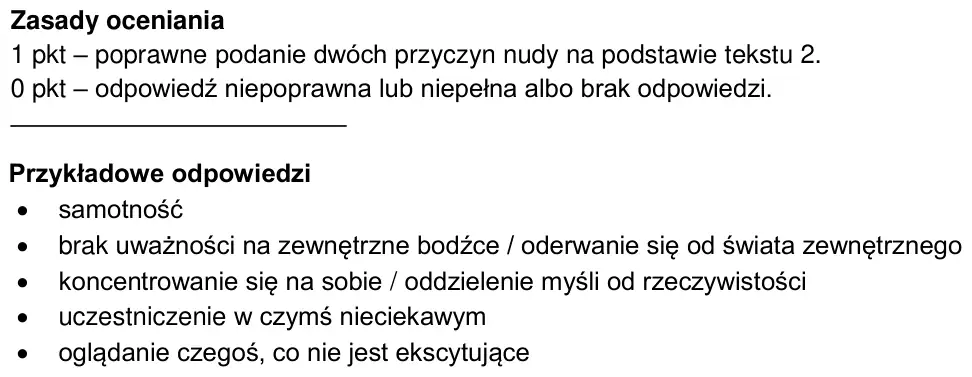 Zasady oceniania
1 pkt – poprawne podanie dwóch przyczyn nudy na podstawie tekstu 2.
0 pkt – odpowiedź niepoprawna lub niepełna albo brak odpowiedzi.
Przykładowe odpowiedzi
• samotność
• brak uważności na zewnętrzne bodźce / oderwanie się od świata zewnętrznego
• koncentrowanie się na sobie / oddzielenie myśli od rzeczywistości
• uczestniczenie w czymś nieciekawym
• oglądanie czegoś, co nie jest ekscytujące